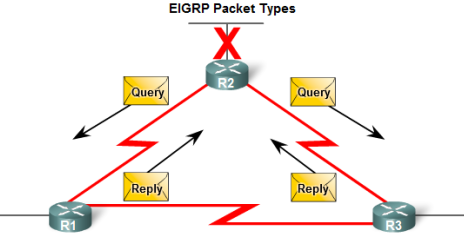 EIGRP Packet Types
R2
Query
Query
Reply
Reply
R1
R3